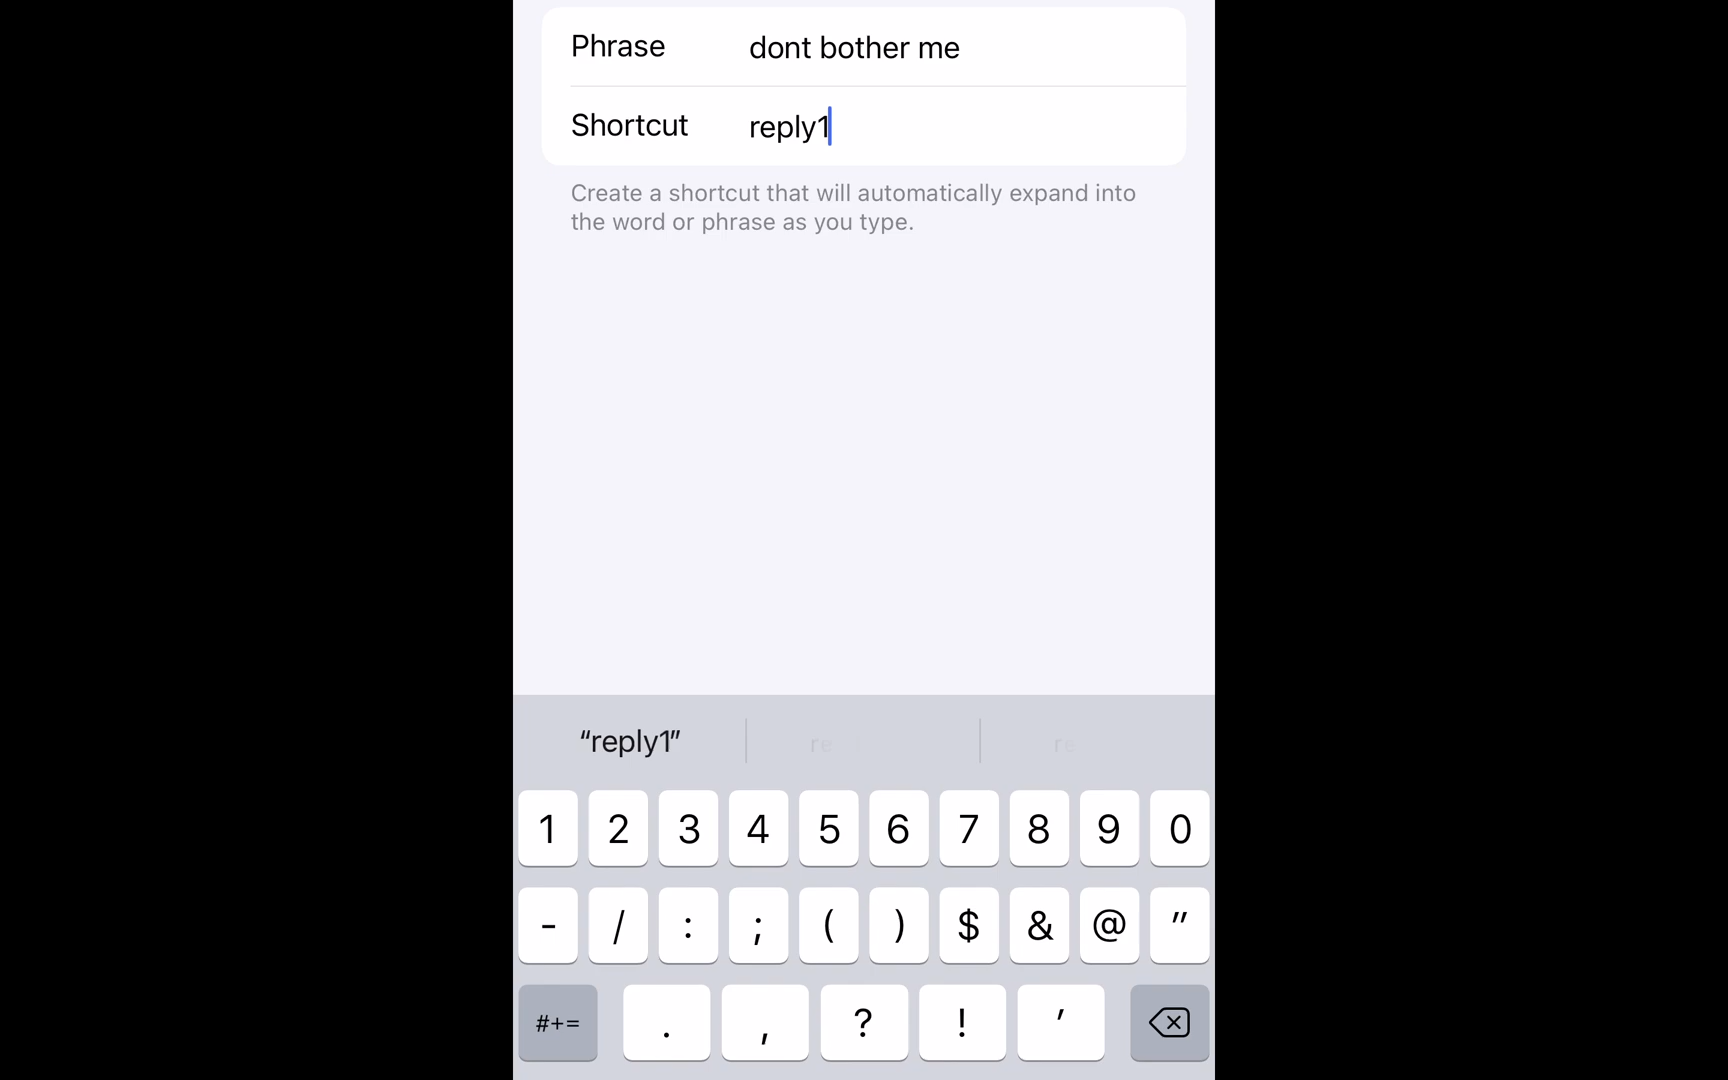 Phrase dont bother me
Shortcut reply1
Create a shortcut that will automatically expand into
the word or phrase as you type.
“reply1”
1 2 3 4 5 6 7 8 9 0
- / : ; ( ) $ & @ "
#+= . , ? ! '